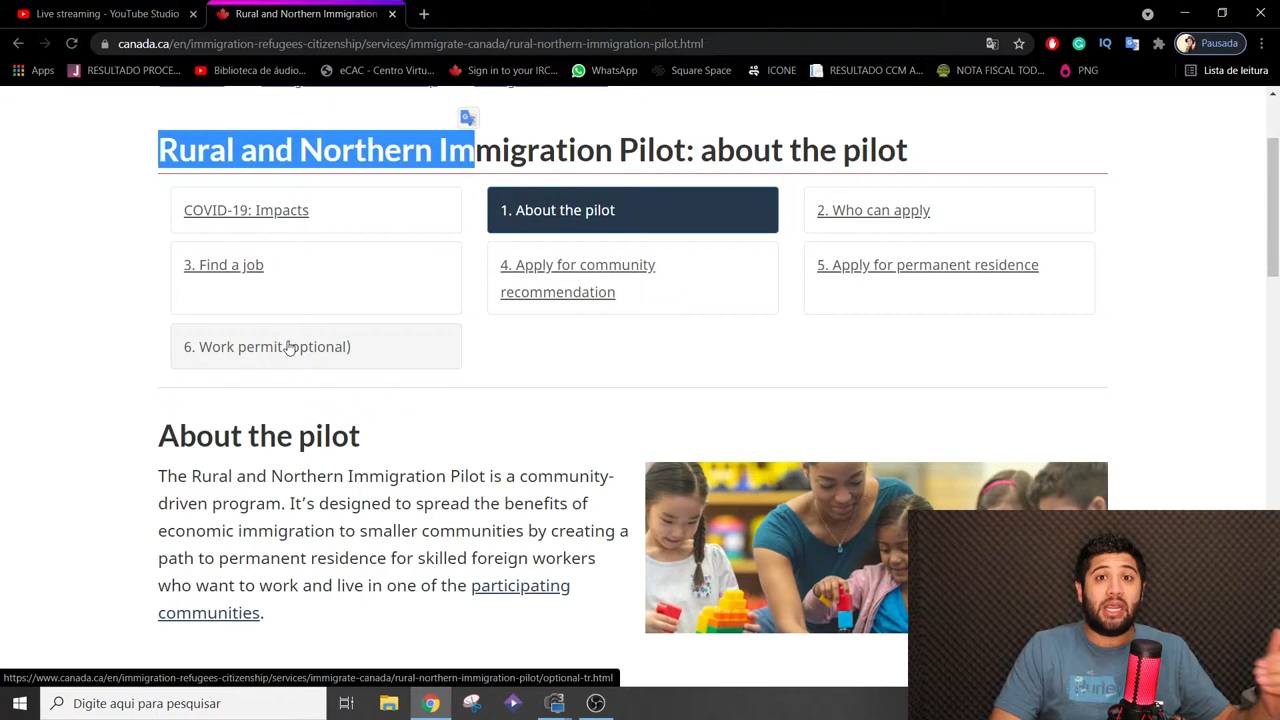 Live streaming - YouTube Studio
Rural and Northern Immigration
canada.ca/en/immigration-refugees-citizenship/services/immigrate-canada/rural-northern-immigration-pilot.html
Pausada
Apps
RESULTADO PROCE...
Biblioteca de áudio...
eCAC - Centro Virtu...
Sign in to your IRC...
WhatsApp
Square Space
ICONE
RESULTADO CCM A...
NOTA FISCAL TOD...
PNG
Lista de leitura
Rural and Northern Immigration Pilot: about the pilot
COVID-19: Impacts
1. About the pilot
2. Who can apply
3. Find a job
4. Apply for community
recommendation
5. Apply for permanent residence
6. Work permit (optional)
About the pilot
The Rural and Northern Immigration Pilot is a community-
driven program. It’s designed to spread the benefits of
economic immigration to smaller communities by creating a
path to permanent residence for skilled foreign workers
who want to work and live in one of the participating
communities.
https://www.canada.ca/en/immigration-refugees-citizenship/services/immigrate-canada/rural-northern-immigration-pilot/optional-tr.html
Digite aqui para pesquisar